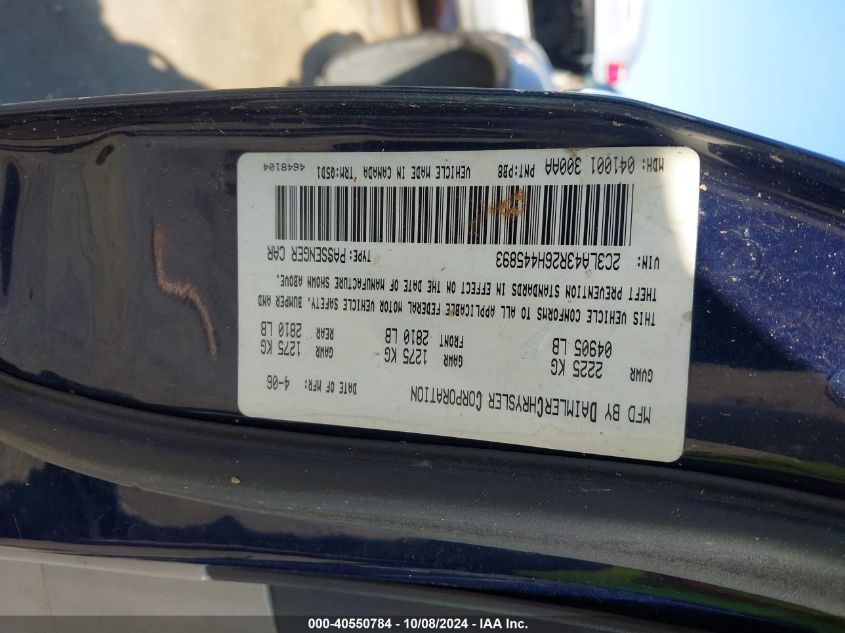 MFD BY DAIMLERCHRYSLER CORPORATION DATE OF MFR: 4-06
GVWR 2225 KG 04905 LB
GAWR FRONT 1275 KG 2810 LB
GAWR REAR 1275 KG 2810 LB
THIS VEHICLE CONFORMS TO ALL APPLICABLE FEDERAL MOTOR VEHICLE SAFETY, BUMPER AND
THEFT PREVENTION STANDARDS IN EFFECT ON THE DATE OF MANUFACTURE SHOWN ABOVE.
VIN: 2C3LA43R26H445893 TYPE: PASSENGER CAR
MDH: 041001 300AA PNT:PB8 VEHICLE MADE IN CANADA TRM:Q5D1 4648104
000-40550784 - 10/08/2024 - IAA Inc.